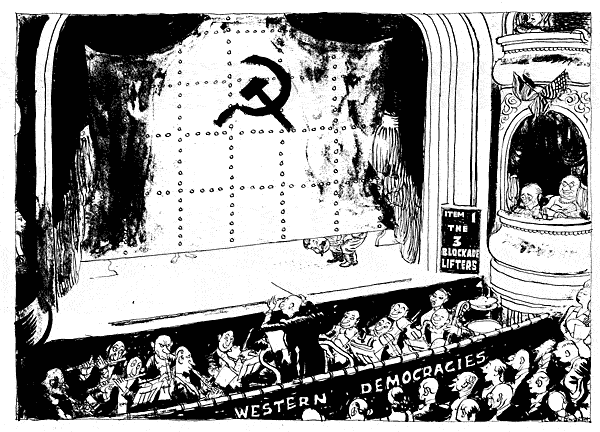 ITEM 1
THE
3
BLOCKADE
LIFTERS
WESTERN DEMOCRACIES